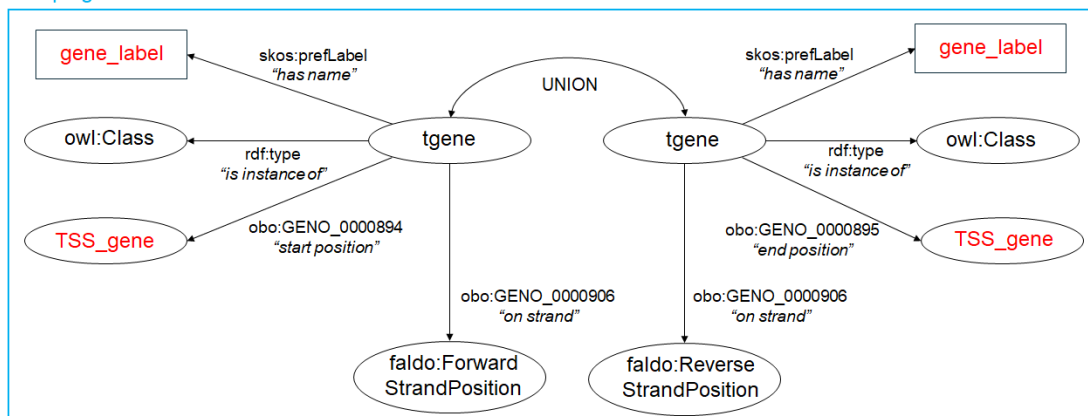 gene_label
skos:prefLabel
"has name"
skos:prefLabel
"has name"
gene_label
UNION
owl:Class
rdf:type
"is instance of"
tgene
tgene
rdf:type
"is instance of"
owl:Class
TSS_gene
obo:GENO_0000894
"start position"
obo:GENO_0000895
"end position"
TSS_gene
obo:GENO_0000906
"on strand"
obo:GENO_0000906
"on strand"
faldo:Forward
StrandPosition
faldo:Reverse
StrandPosition